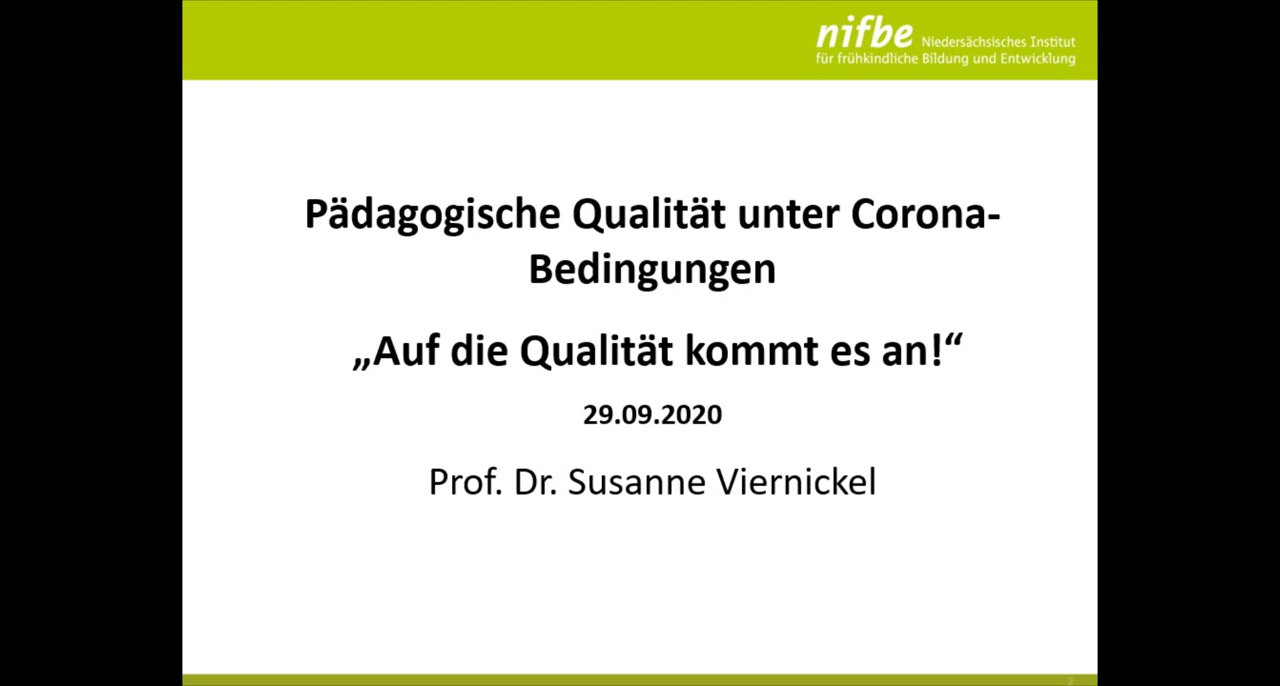 nifbe Niedersächsisches Institut
für frühkindliche Bildung und Entwicklung
Pädagogische Qualität unter Corona-
Bedingungen
„Auf die Qualität kommt es an!“
29.09.2020
Prof. Dr. Susanne Viernickel
2